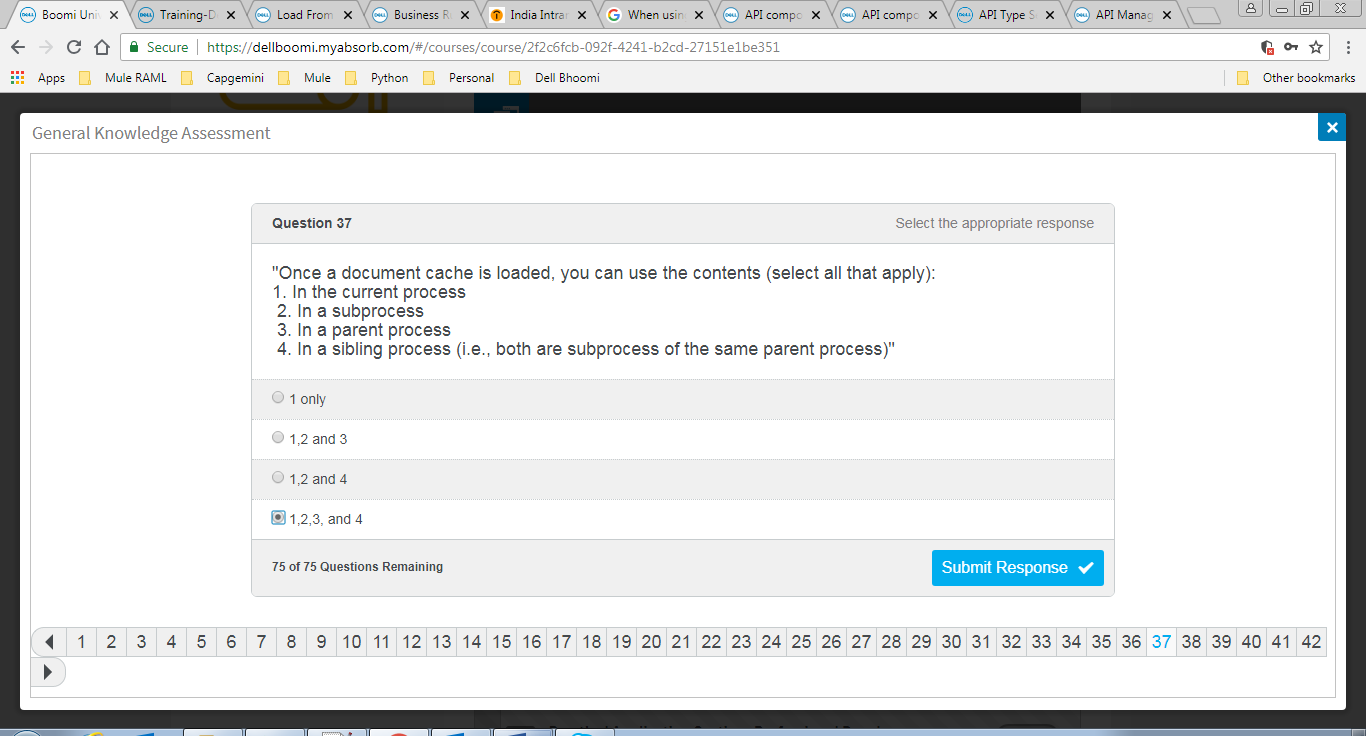 Boomi Univ
Training-D
Load From
Business R
India Intran
When usin
API compo
API compo
API Type S
API Manag
Secure
https://dellboomi.myabsorb.com/#/courses/course/2f2c6fcb-092f-4241-b2cd-27151e1be351
Apps
Mule RAML
Capgemini
Mule
Python
Personal
Dell Bhoomi
Other bookmarks
General Knowledge Assessment
Question 37
Select the appropriate response
"Once a document cache is loaded, you can use the contents (select all that apply):
1. In the current process
2. In a subprocess
3. In a parent process
4. In a sibling process (i.e., both are subprocess of the same parent process)"
1 only
1,2 and 3
1,2 and 4
1,2,3, and 4
75 of 75 Questions Remaining
Submit Response
1 2 3 4 5 6 7 8 9 10 11 12 13 14 15 16 17 18 19 20 21 22 23 24 25 26 27 28 29 30 31 32 33 34 35 36 37 38 39 40 41 42